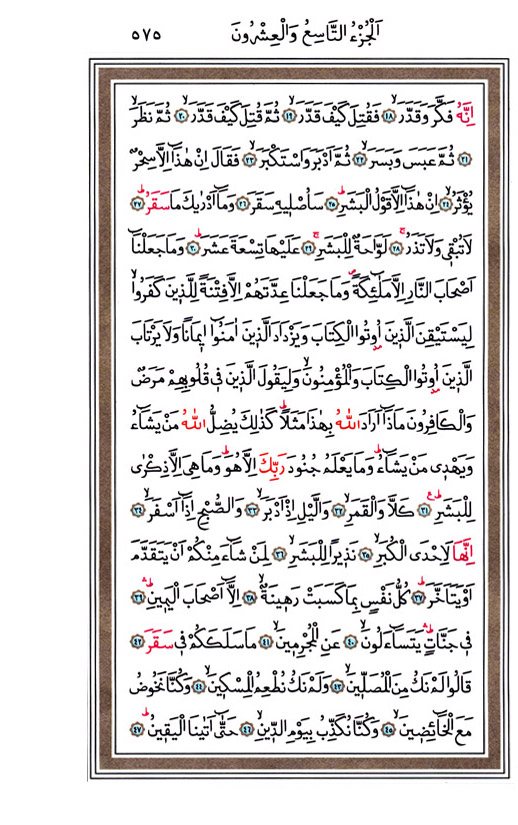 اَلْجُزْءُ التَّاسِعُ وَالْعِشْرُونَ ٥٧٥
اِنَّهُ فَكَّرَ وَقَدَّرَۙ ﴿١٨﴾ فَقُتِلَ كَيْفَ قَدَّرَۙ ﴿١٩﴾ ثُمَّ قُتِلَ كَيْفَ قَدَّرَۙ ﴿٢٠﴾ ثُمَّ نَظَرَۙ
﴿٢١﴾ ثُمَّ عَبَسَ وَبَسَرَۙ ﴿٢٢﴾ ثُمَّ اَدْبَرَ وَاسْتَكْبَرَۙ ﴿٢٣﴾ فَقَالَ اِنْ هٰذَٓا اِلَّا سِحْرٌ
يُؤْثَرُۙ ﴿٢٤﴾ اِنْ هٰذَٓا اِلَّا قَوْلُ الْبَشَرِۜ ﴿٢٥﴾ سَاُصْلِيهِ سَقَرَ ﴿٢٦﴾ وَمَٓا اَدْرٰيكَ مَا سَقَرُۜ ﴿٢٧﴾
لَا تُبْقِي وَلَا تَذَرُۚ ﴿٢٨﴾ لَوَّاحَةٌ لِلْبَشَرِۚ ﴿٢٩﴾ عَلَيْهَا تِسْعَةَ عَشَرَۜ ﴿٣٠﴾ وَمَا جَعَلْنَٓا
اَصْحَابَ النَّارِ اِلَّا مَلٰٓئِكَةًۖ وَمَا جَعَلْنَا عِدَّتَهُمْ اِلَّا فِتْنَةً لِلَّذِينَ كَفَرُواۙ
لِيَسْتَيْقِنَ الَّذِينَ اُو۫تُوا الْكِتَابَ وَيَزْدَادَ الَّذِينَ اٰمَنُٓوا اِيمَانًا وَلَا يَرْتَابَ
الَّذِينَ اُو۫تُوا الْكِتَابَ وَالْمُؤْمِنُونَۙ وَلِيَقُولَ الَّذِينَ فِي قُلُوبِهِمْ مَرَضٌ
وَالْكَافِرُونَ مَاذَٓا اَرَادَ اللّٰهُ بِهٰذَا مَثَلًاۜ كَذٰلِكَ يُضِلُّ اللّٰهُ مَنْ يَشَٓاءُ
وَيَهْدِي مَنْ يَشَٓاءُۜ وَمَا يَعْلَمُ جُنُودَ رَبِّكَ اِلَّا هُوَۜ وَمَا هِيَ اِلَّا ذِكْرٰى
لِلْبَشَرِۜ۟ ﴿٣١﴾ كَلَّا وَالْقَمَرِۙ ﴿٣٢﴾ وَالَّيْلِ اِذْ اَدْبَرَۙ ﴿٣٣﴾ وَالصُّبْحِ اِذَٓا اَسْفَرَۙ ﴿٣٤﴾
اِنَّهَا لَاِحْدَى الْكُبَرِۙ ﴿٣٥﴾ نَذِيرًا لِلْبَشَرِۙ ﴿٣٦﴾ لِمَنْ شَٓاءَ مِنْكُمْ اَنْ يَتَقَدَّمَ
اَوْ يَتَاَخَّرَۜ ﴿٣٧﴾ كُلُّ نَفْسٍ بِمَا كَسَبَتْ رَهِينَةٌۙ ﴿٣٨﴾ اِلَّٓا اَصْحَابَ الْيَمِينِۜۛ ﴿٣٩﴾
فِي جَنَّاتٍۜۛ يَتَسَٓاءَلُونَۙ ﴿٤٠﴾ عَنِ الْمُجْرِمِينَۙ ﴿٤١﴾ مَا سَلَكَكُمْ فِي سَقَرَ ﴿٤٢﴾
قَالُوا لَمْ نَكُ مِنَ الْمُصَلِّينَۙ ﴿٤٣﴾ وَلَمْ نَكُ نُطْعِمُ الْمِسْكِينَۙ ﴿٤٤﴾ وَكُنَّا نَخُوضُ
مَعَ الْخَٓائِضِينَۙ ﴿٤٥﴾ وَكُنَّا نُكَذِّبُ بِيَوْمِ الدِّينِۙ ﴿٤٦﴾ حَتّٰٓى اَتٰينَا الْيَقِينُۜ ﴿٤٧﴾